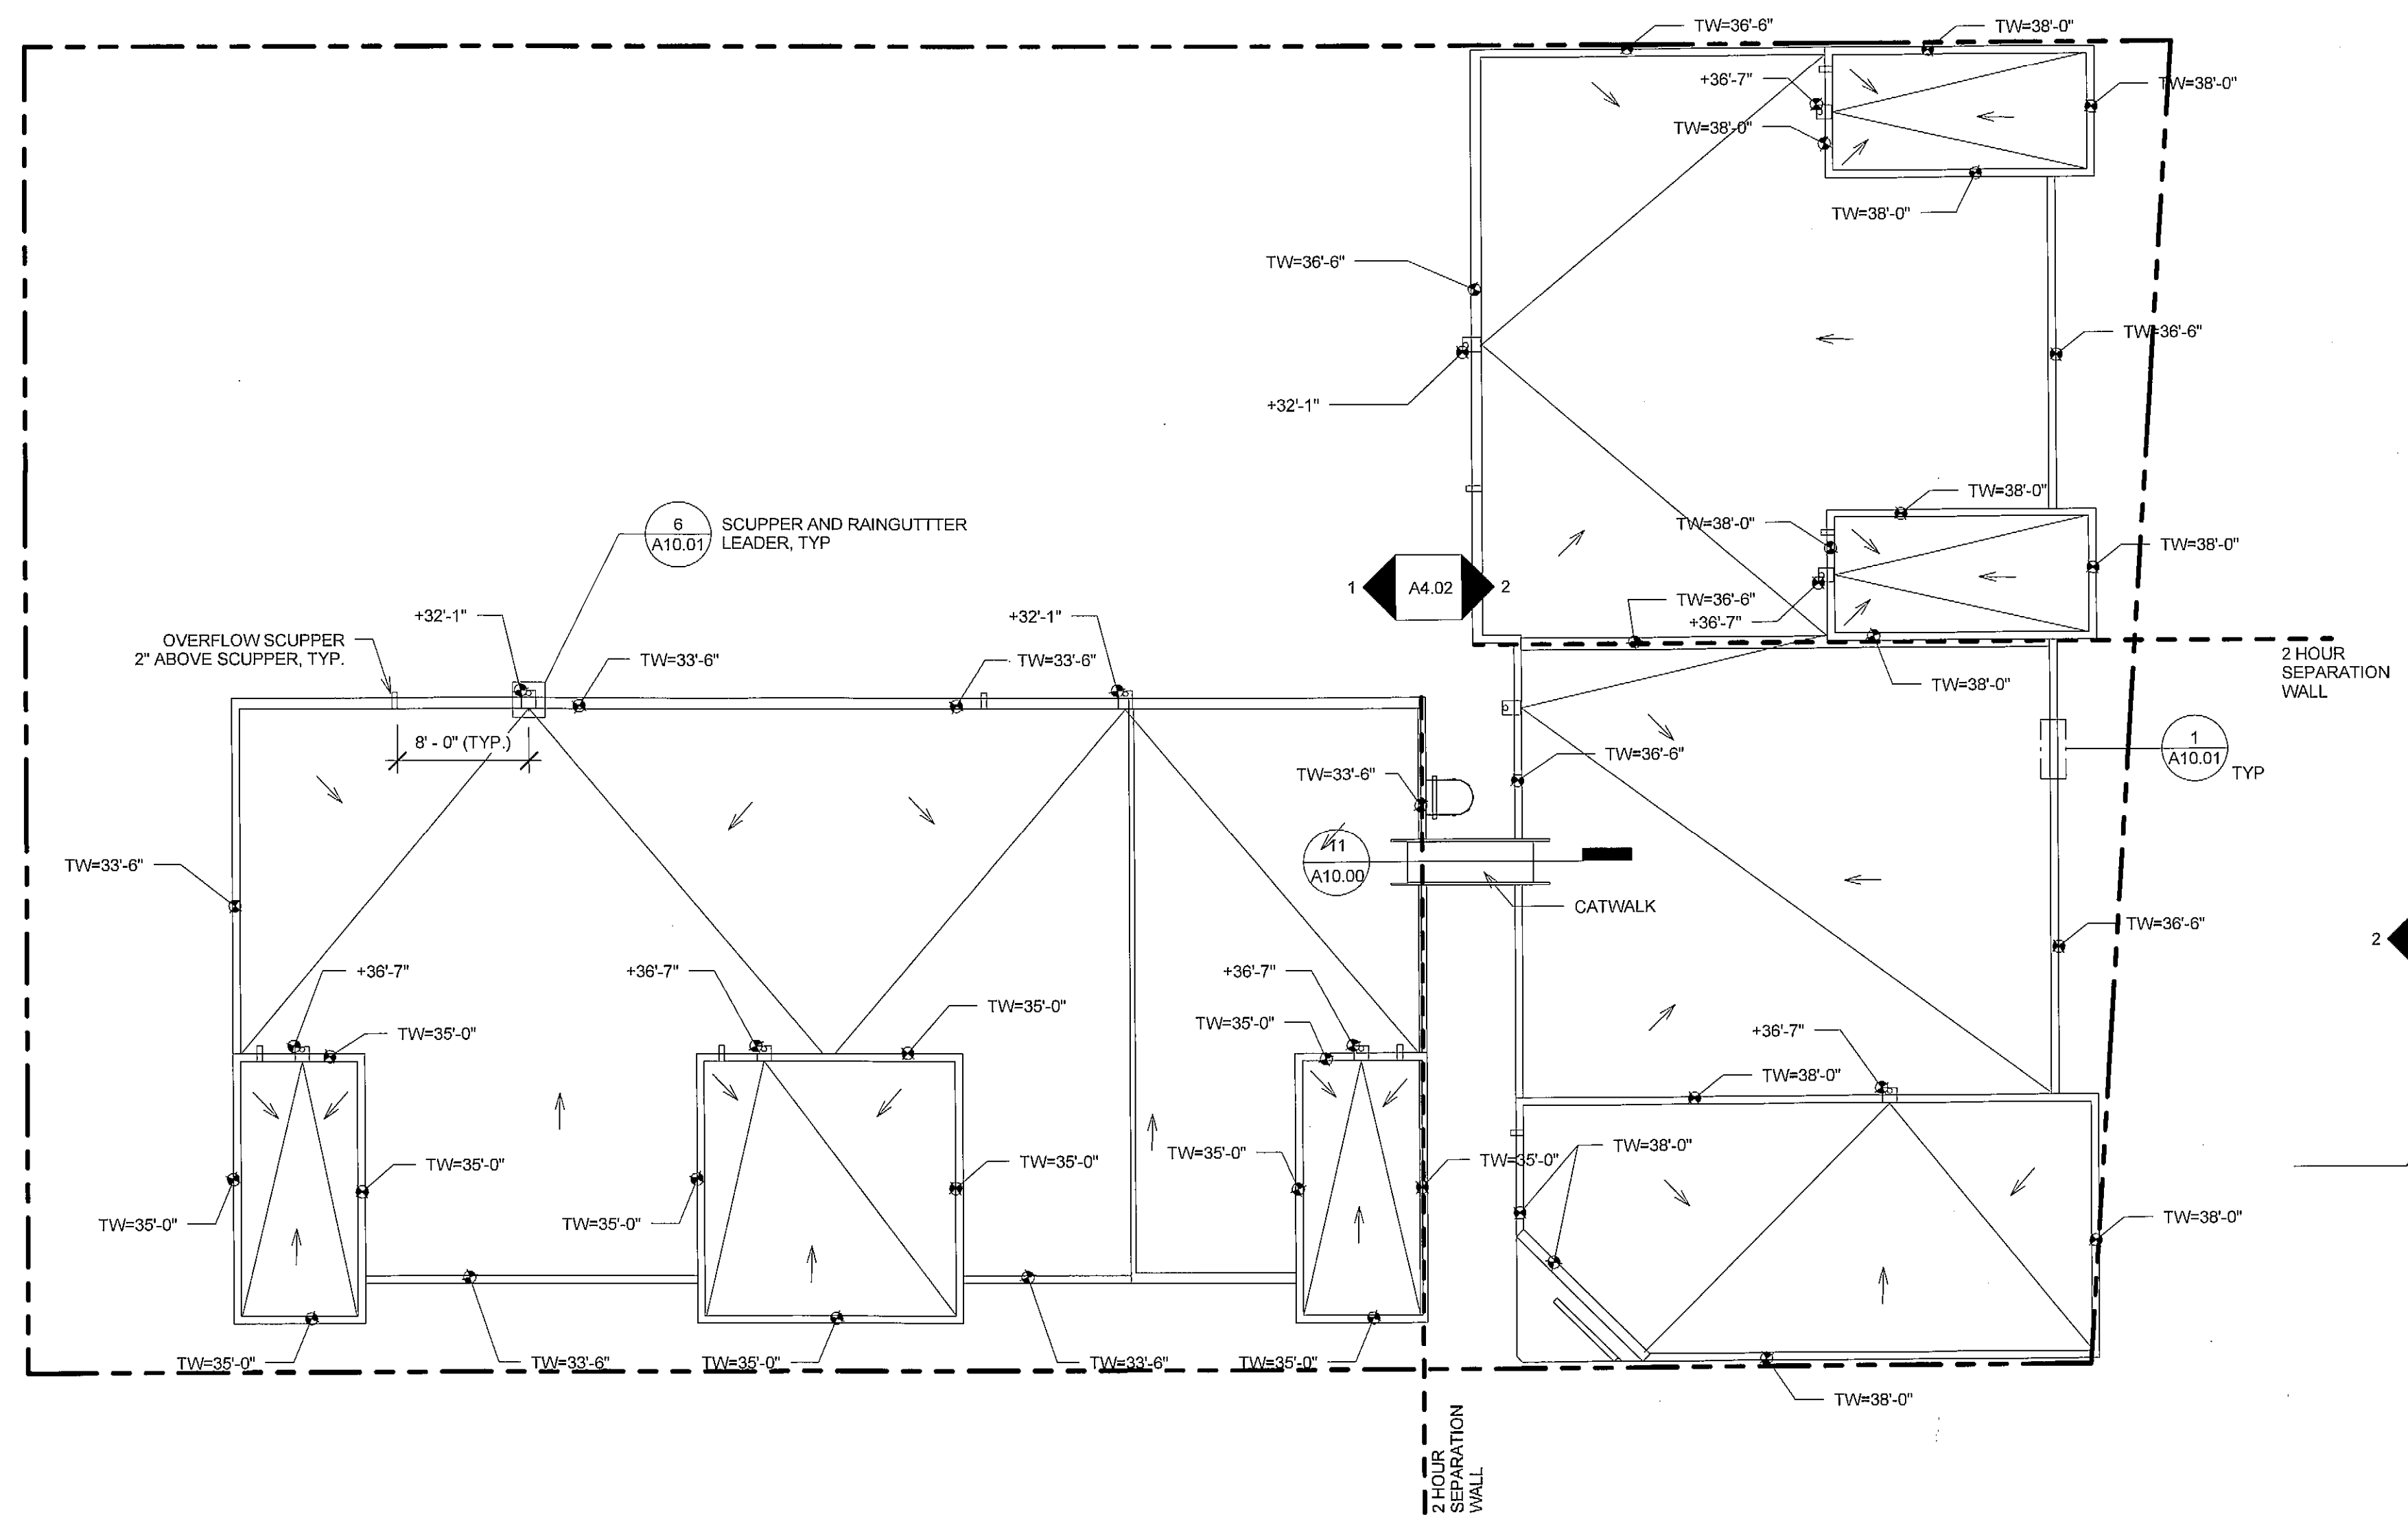 TW=36'-6"
TW=38'-0"
+36'-7"
TW=38'-0"
TW=38'-0"
TW=38'-0"
TW=36'-6"
TW=36'-6"
+32'-1"
TW=38'-0"
TW=38'-0"
TW=38'-0"
6
A10.01
SCUPPER AND RAINGUTTTER
LEADER, TYP
1
A4.02
2
TW=36'-6"
+36'-7"
+32'-1"
+32'-1"
OVERFLOW SCUPPER
2" ABOVE SCUPPER, TYP.
TW=33'-6"
TW=33'-6"
2 HOUR
SEPARATION
WALL
TW=38'-0"
8' - 0" (TYP.)
TW=36'-6"
1
A10.01
TYP
TW=33'-6"
11
A10.00
TW=33'-6"
CATWALK
TW=36'-6"
2
+36'-7"
+36'-7"
+36'-7"
TW=35'-0"
TW=35'-0"
TW=35'-0"
+36'-7"
TW=38'-0"
TW=38'-0"
TW=35'-0"
TW=35'-0"
TW=35'-0"
TW=35'-0"
TW=35'-0"
TW=35'-0"
TW=38'-0"
TW=35'-0"
TW=33'-6"
TW=35'-0"
TW=33'-6"
TW=35'-0"
TW=38'-0"
2 HOUR
SEPARATION
WALL